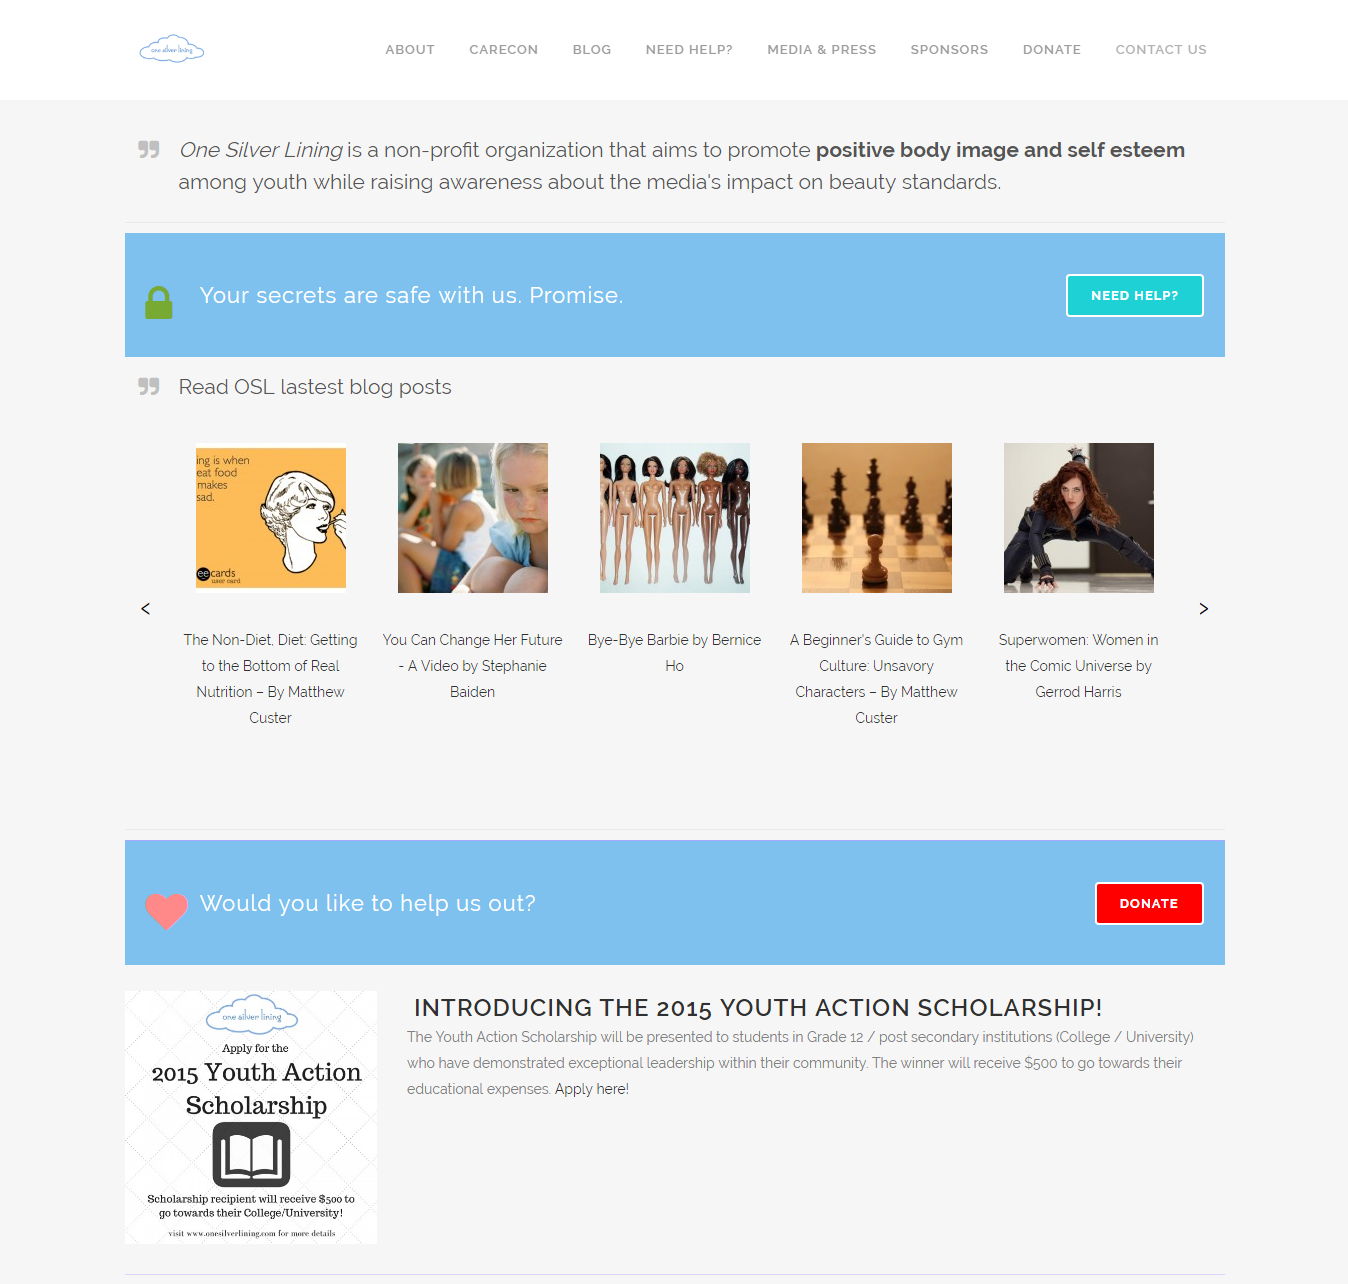 one silver lining
ABOUT CARECON BLOG NEED HELP? MEDIA & PRESS SPONSORS DONATE CONTACT US
One Silver Lining is a non-profit organization that aims to promote positive body image and self esteem
among youth while raising awareness about the media's impact on beauty standards.
Your secrets are safe with us. Promise.
NEED HELP?
Read OSL lastest blog posts
ing is when
eat food
makes
sad.
ee cards
user card
The Non-Diet, Diet: Getting
to the Bottom of Real
Nutrition – By Matthew
Custer
You Can Change Her Future
- A Video by Stephanie
Baiden
Bye-Bye Barbie by Bernice
Ho
A Beginner's Guide to Gym
Culture: Unsavory
Characters – By Matthew
Custer
Superwomen: Women in
the Comic Universe by
Gerrod Harris
Would you like to help us out?
DONATE
one silver lining
Apply for the
2015 Youth Action
Scholarship
Scholarship recipient will receive $500 to
go towards their College/University!
visit www.onesilverlining.com for more details
INTRODUCING THE 2015 YOUTH ACTION SCHOLARSHIP!
The Youth Action Scholarship will be presented to students in Grade 12 / post secondary institutions (College / University)
who have demonstrated exceptional leadership within their community. The winner will receive $500 to go towards their
educational expenses. Apply here!